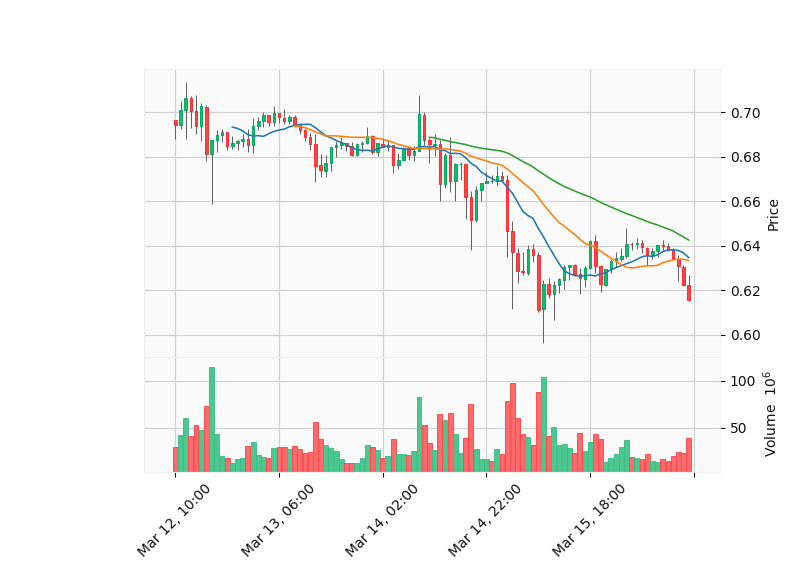 0.70
0.68
0.66
0.64
0.62
0.60
Price
100
50
Volume 10^6
Mar 12, 10:00
Mar 13, 06:00
Mar 14, 02:00
Mar 14, 22:00
Mar 15, 18:00